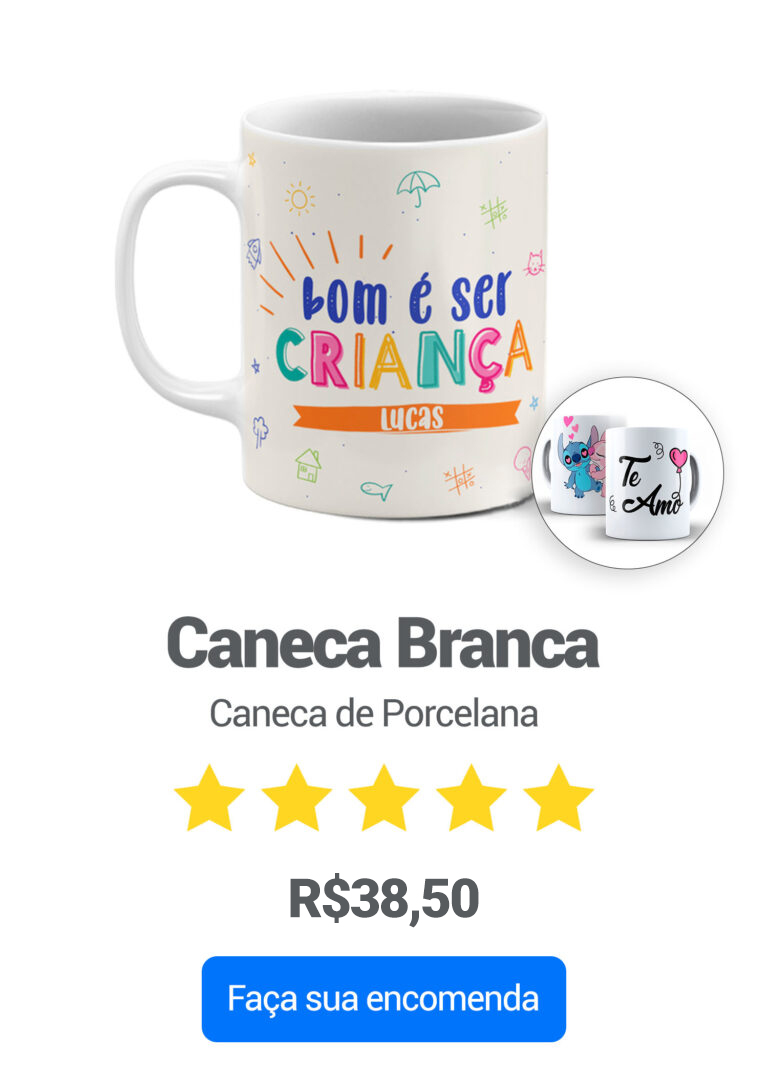 bom é ser
CRIANÇA
LUCAS
Te
Amo
Caneca Branca
Caneca de Porcelana
R$38,50
Faça sua encomenda